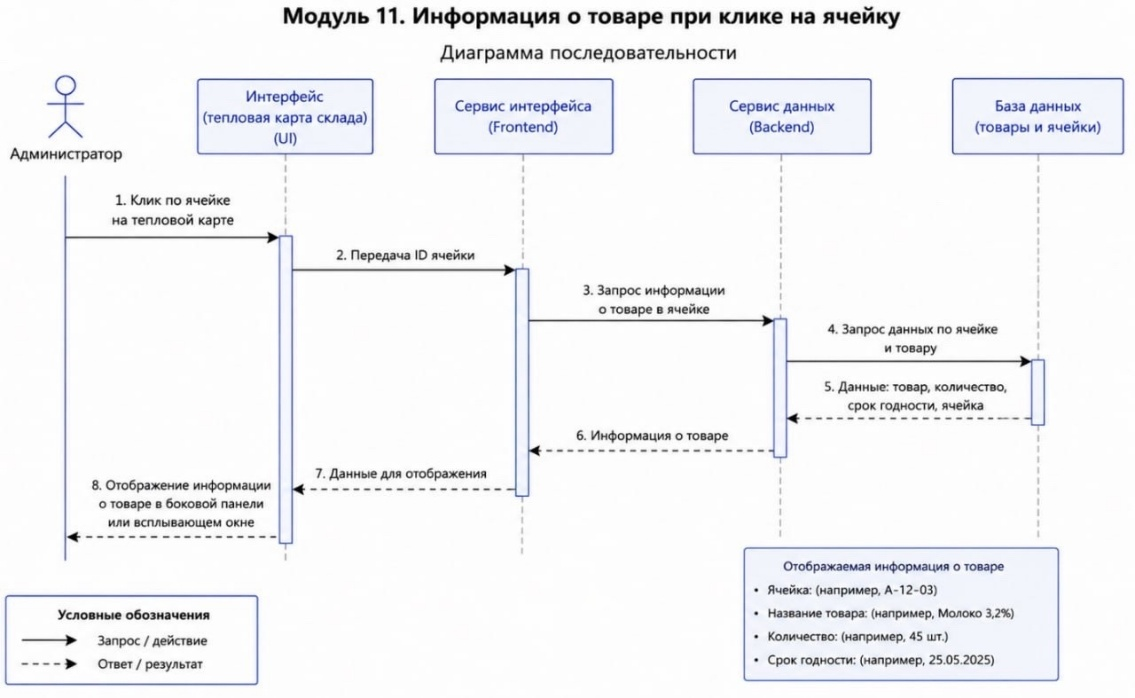 Модуль 11. Информация о товаре при клике на ячейку
Диаграмма последовательности
Администратор
Интерфейс
(тепловая карта склада)
(UI)
Сервис интерфейса
(Frontend)
Сервис данных
(Backend)
База данных
(товары и ячейки)
1. Клик по ячейке
на тепловой карте
2. Передача ID ячейки
3. Запрос информации
о товаре в ячейке
4. Запрос данных по ячейке
и товару
5. Данные: товар, количество,
срок годности, ячейка
6. Информация о товаре
7. Данные для отображения
8. Отображение информации
о товаре в боковой панели
или всплывающем окне
Условные обозначения
Запрос / действие
Ответ / результат
Отображаемая информация о товаре
• Ячейка: (например, А-12-03)
• Название товара: (например, Молоко 3,2%)
• Количество: (например, 45 шт.)
• Срок годности: (например, 25.05.2025)